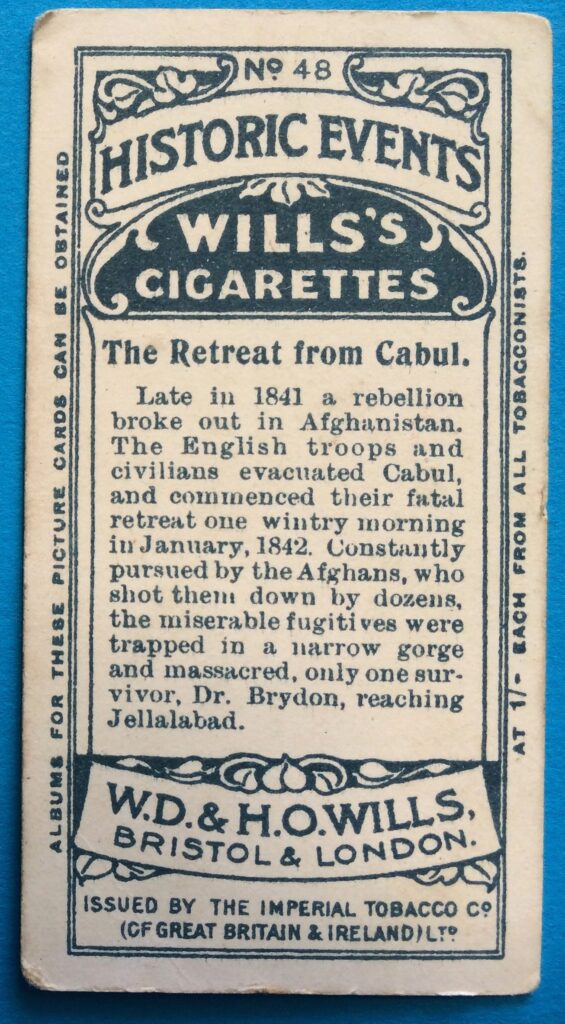 Nº 48
HISTORIC EVENTS
WILLS'S
CIGARETTES
The Retreat from Cabul.
Late in 1841 a rebellion
broke out in Afghanistan.
The English troops and
civilians evacuated Cabul,
and commenced their fatal
retreat one wintry morning
in January, 1842. Constantly
pursued by the Afghans, who
shot them down by dozens,
the miserable fugitives were
trapped in a narrow gorge
and massacred, only one sur-
vivor, Dr. Brydon, reaching
Jellalabad.
W.D. & H.O. WILLS,
BRISTOL & LONDON.
ISSUED BY THE IMPERIAL TOBACCO Cº
(OF GREAT BRITAIN & IRELAND) LTD
ALBUMS FOR THESE PICTURE CARDS CAN BE OBTAINED
AT 1/- EACH FROM ALL TOBACCONISTS.